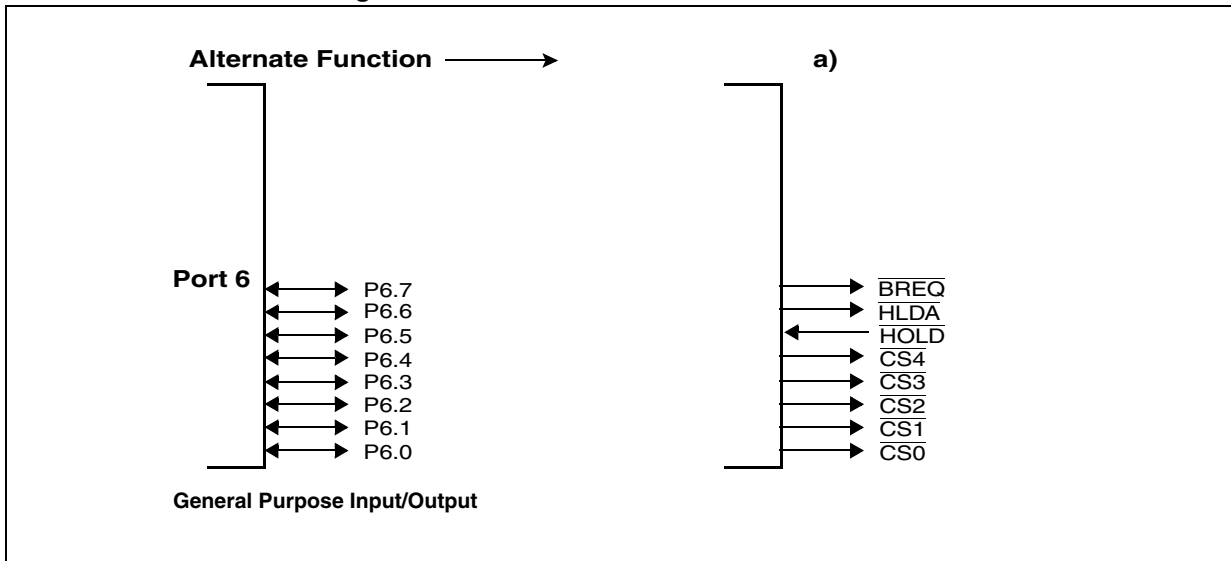 Alternate Function a)
Port 6
P6.7 BREQ
P6.6 HLDA
P6.5 HOLD
P6.4 CS4
P6.3 CS3
P6.2 CS2
P6.1 CS1
P6.0 CS0
General Purpose Input/Output